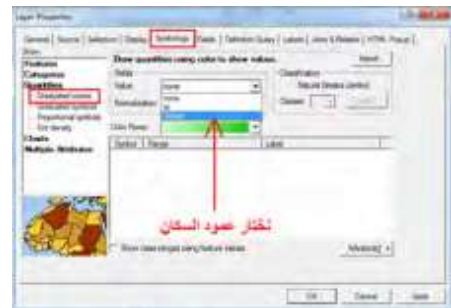 Layer Properties
General | Source | Selection | Display | Symbology | Fields | Definition Query | Labels | Joins & Relates | HTML Popup
Show:
Features
Categories
Quantities
Graduated colors
Graduated symbols
Proportional symbols
Dot density
Charts
Multiple Attributes
Draw quantities using color to show values.
Import...
Fields
Value:
none
Normalization:
none
Color Ramp:
Classification
Natural Breaks (Jenks)
Classes:
Symbol
Range
Label
نختار عمود السكان
Show class ranges using feature values
Advanced
OK
Cancel
Apply